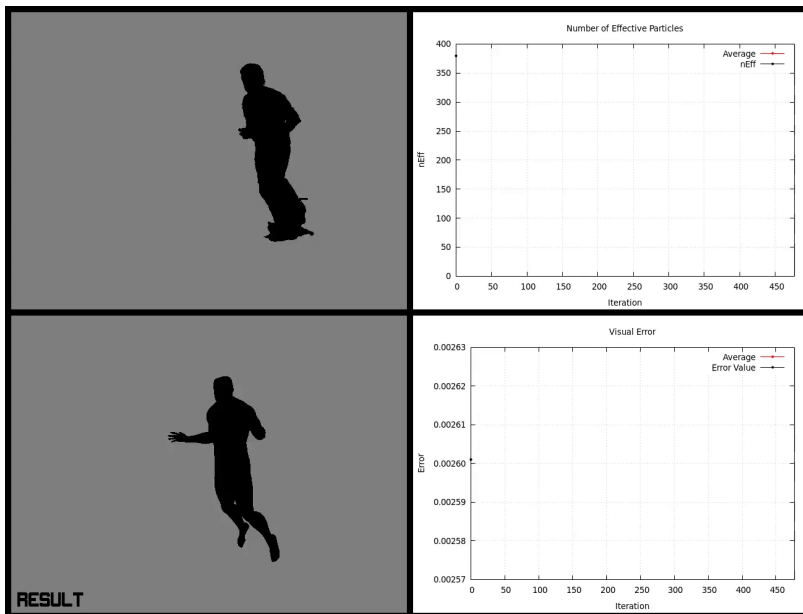 Number of Effective Particles
400
350
300
250
200
150
100
50
0
nEff
Average
nEff
0 50 100 150 200 250 300 350 400 450
Iteration
Visual Error
0.00263
0.00262
0.00261
0.00260
0.00259
0.00258
0.00257
Error
Average
Error Value
0 50 100 150 200 250 300 350 400 450
Iteration
RESULT